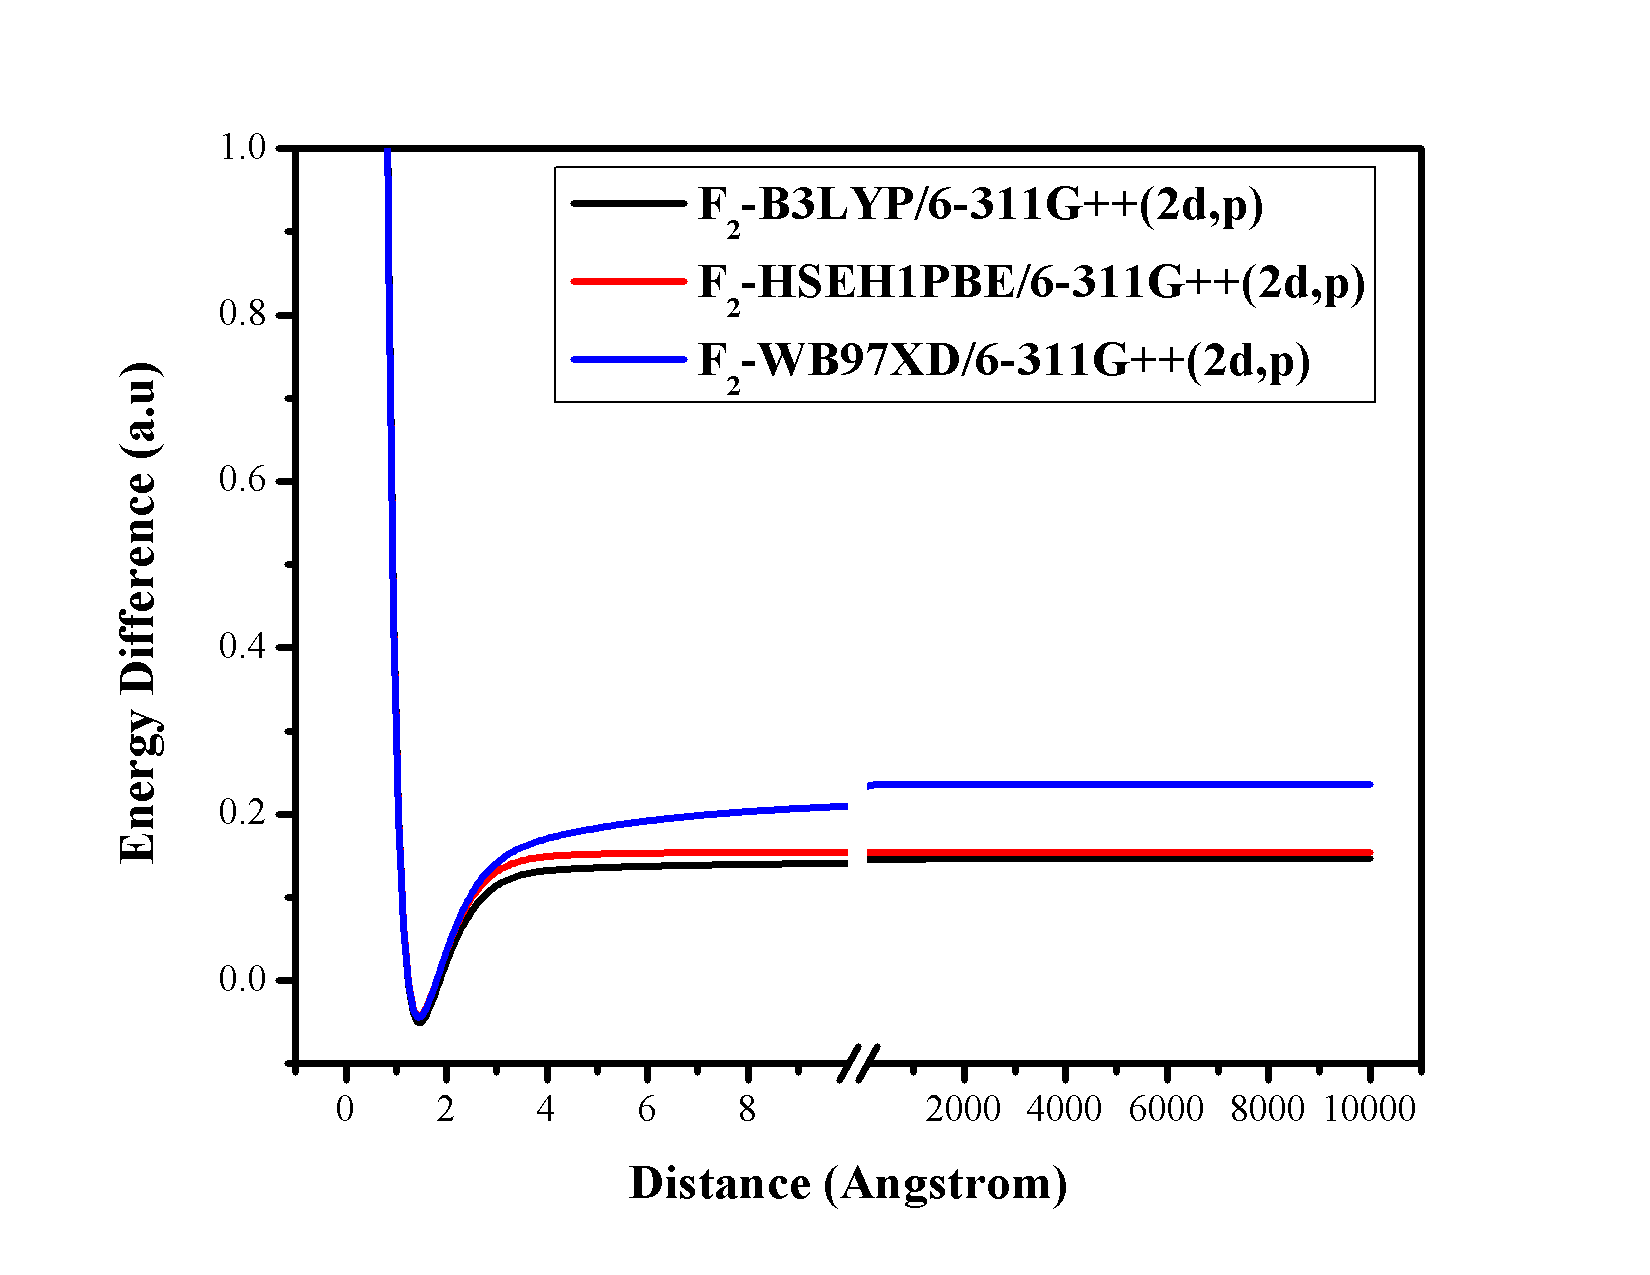 F2-B3LYP/6-311G++(2d,p)
F2-HSEH1PBE/6-311G++(2d,p)
F2-WB97XD/6-311G++(2d,p)
Energy Difference (a.u)
1.0
0.8
0.6
0.4
0.2
0.0
0 2 4 6 8 2000 4000 6000 8000 10000
Distance (Angstrom)